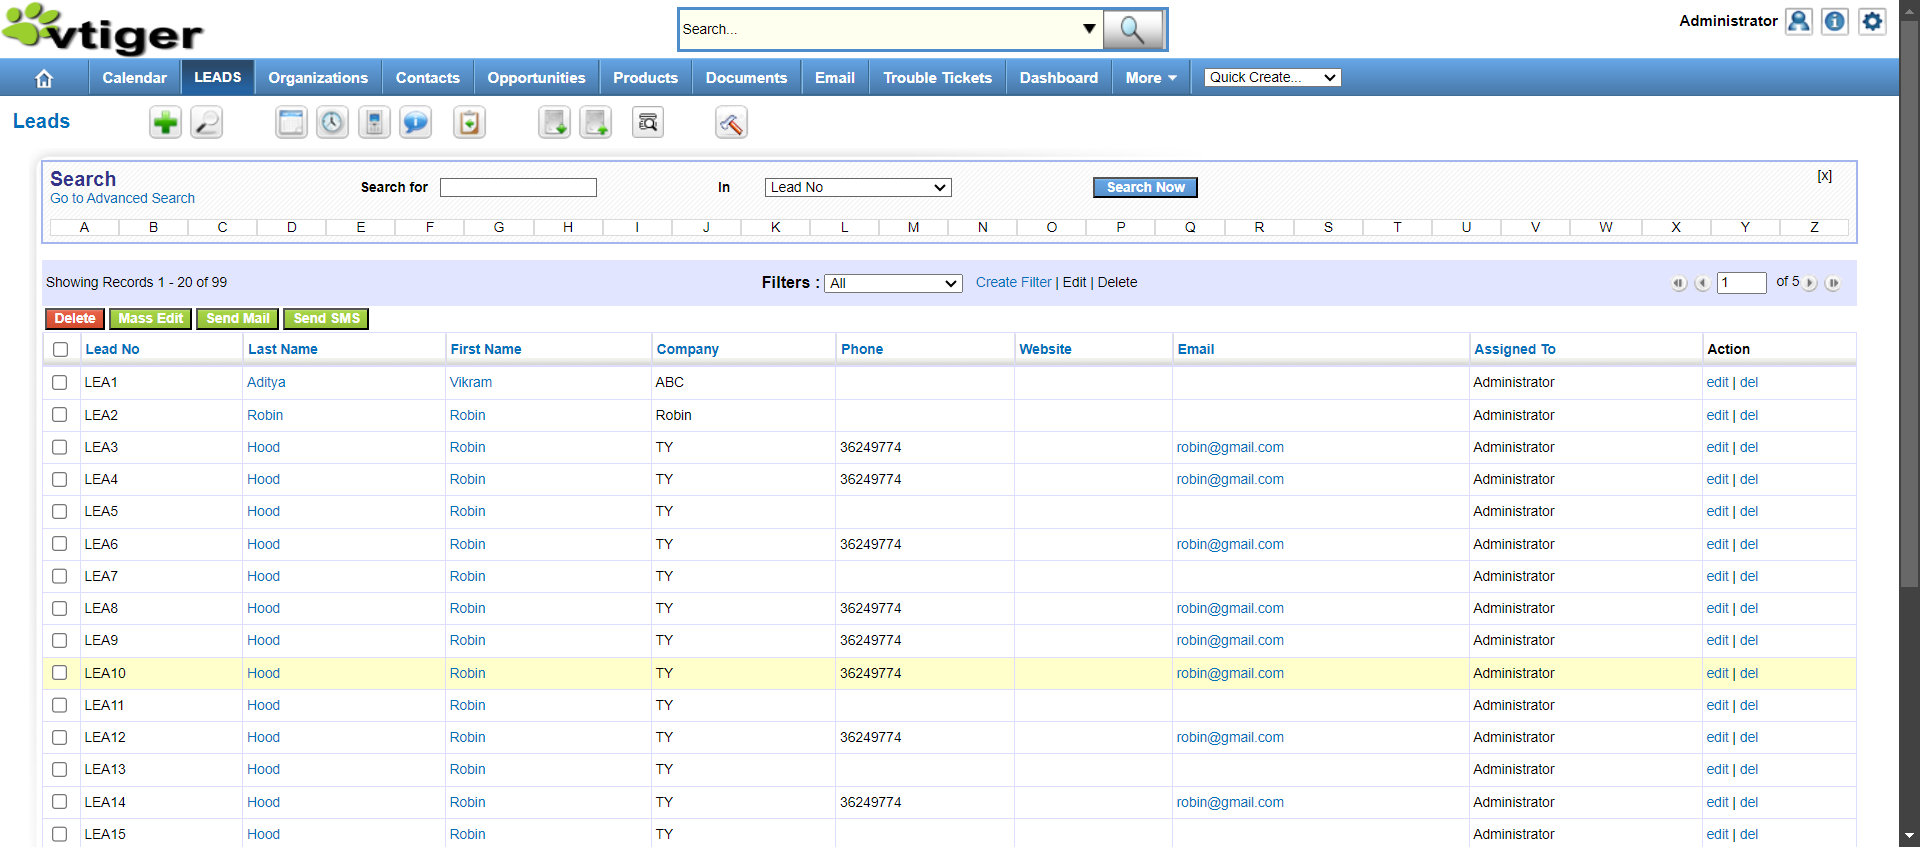 vtiger
Search...
Administrator
Calendar LEADS Organizations Contacts Opportunities Products Documents Email Trouble Tickets Dashboard More Quick Create...
Leads
Search
Go to Advanced Search
Search for In Lead No Search Now [x]
A B C D E F G H I J K L M N O P Q R S T U V W X Y Z
Showing Records 1 - 20 of 99 Filters : All Create Filter | Edit | Delete 1 of 5
Delete Mass Edit Send Mail Send SMS
Lead No Last Name First Name Company Phone Website Email Assigned To Action
LEA1 Aditya Vikram ABC Administrator edit | del
LEA2 Robin Robin Robin Administrator edit | del
LEA3 Hood Robin TY 36249774 robin@gmail.com Administrator edit | del
LEA4 Hood Robin TY 36249774 robin@gmail.com Administrator edit | del
LEA5 Hood Robin TY Administrator edit | del
LEA6 Hood Robin TY 36249774 robin@gmail.com Administrator edit | del
LEA7 Hood Robin TY Administrator edit | del
LEA8 Hood Robin TY 36249774 robin@gmail.com Administrator edit | del
LEA9 Hood Robin TY 36249774 robin@gmail.com Administrator edit | del
LEA10 Hood Robin TY 36249774 robin@gmail.com Administrator edit | del
LEA11 Hood Robin TY Administrator edit | del
LEA12 Hood Robin TY 36249774 robin@gmail.com Administrator edit | del
LEA13 Hood Robin TY Administrator edit | del
LEA14 Hood Robin TY 36249774 robin@gmail.com Administrator edit | del
LEA15 Hood Robin TY Administrator edit | del